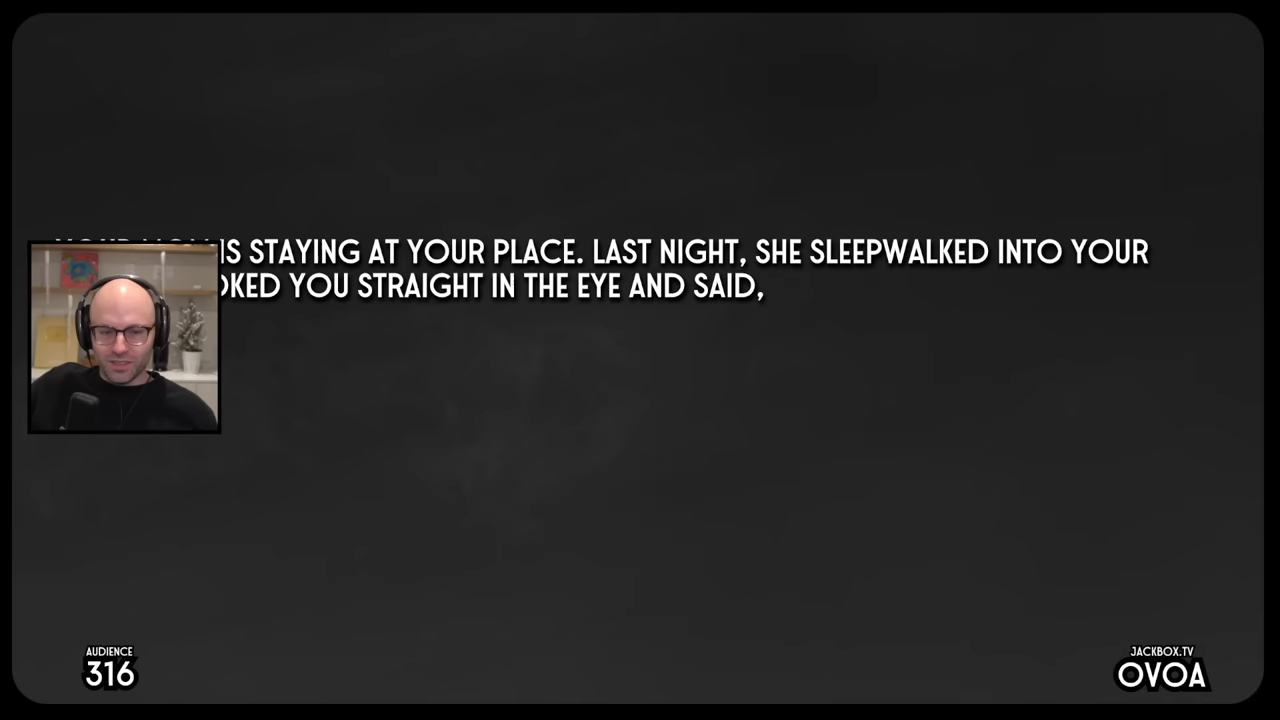 IS STAYING AT YOUR PLACE. LAST NIGHT, SHE SLEEPWALKED INTO YOUR
YOU STRAIGHT IN THE EYE AND SAID,
AUDIENCE
316
JACKBOX.TV
OVOA